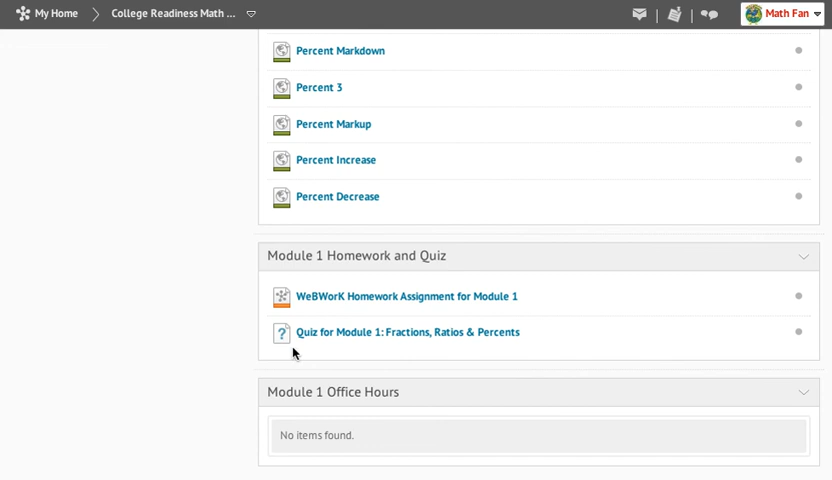 My Home
College Readiness Math ...
Math Fan
Percent Markdown
Percent 3
Percent Markup
Percent Increase
Percent Decrease
Module 1 Homework and Quiz
WeBWorK Homework Assignment for Module 1
?
Quiz for Module 1: Fractions, Ratios & Percents
Module 1 Office Hours
No items found.